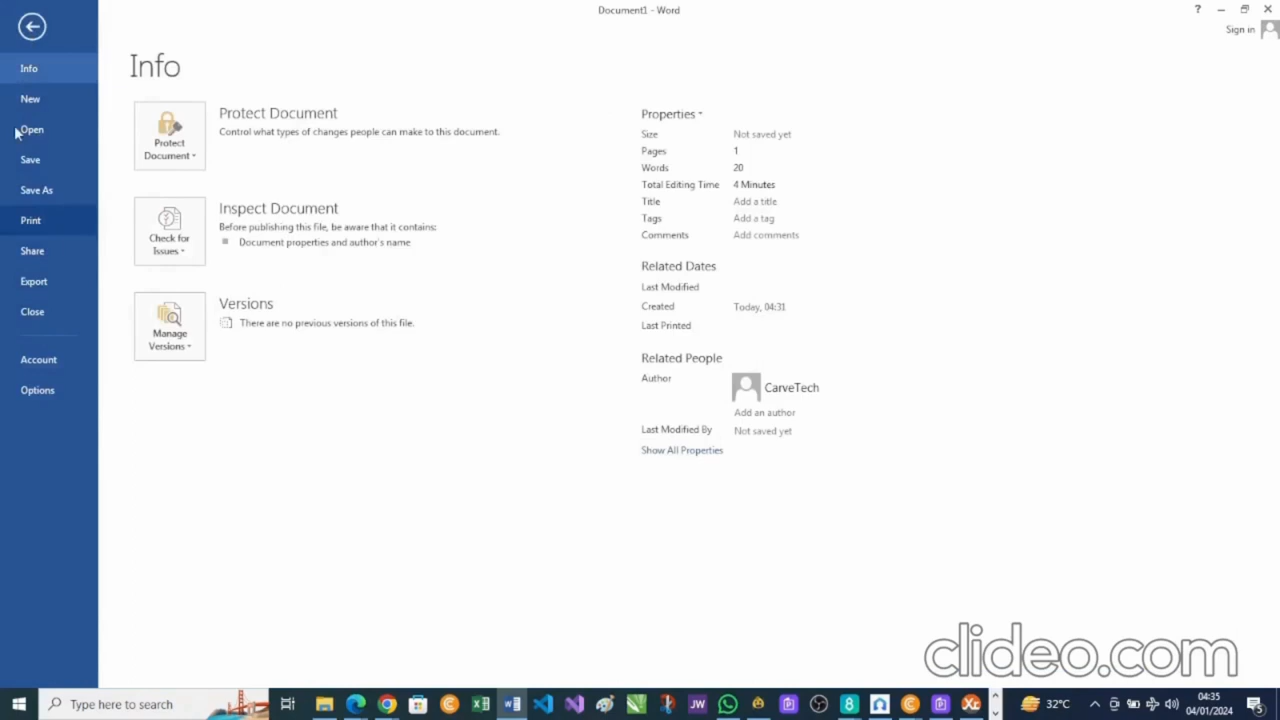 Document1 - Word
?
Sign in
Info
New
Open
Save
Save As
Print
Share
Export
Close
Account
Options
Info
Protect Document
Control what types of changes people can make to this document.
Protect
Document
Inspect Document
Before publishing this file, be aware that it contains:
Document properties and author's name
Check for
Issues
Versions
There are no previous versions of this file.
Manage
Versions
Properties
Size Not saved yet
Pages 1
Words 20
Total Editing Time 4 Minutes
Title Add a title
Tags Add a tag
Comments Add comments
Related Dates
Last Modified
Created Today, 04:31
Last Printed
Related People
Author CarveTech
Add an author
Last Modified By Not saved yet
Show All Properties
clideo.com
Type here to search
JW
8
32°C
04:35
04/01/2024
5